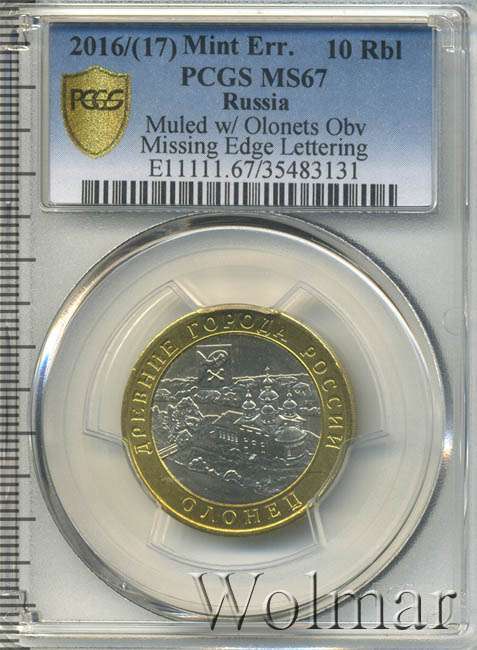 2016/(17) Mint Err. 10 Rbl
PCGS MS67
Russia
Muled w/ Olonets Obv
Missing Edge Lettering
E11111.67/35483131
PCGS
ДРЕВНИЕ ГОРОДА РОССИИ
ОЛОНЕЦ
Wolmar